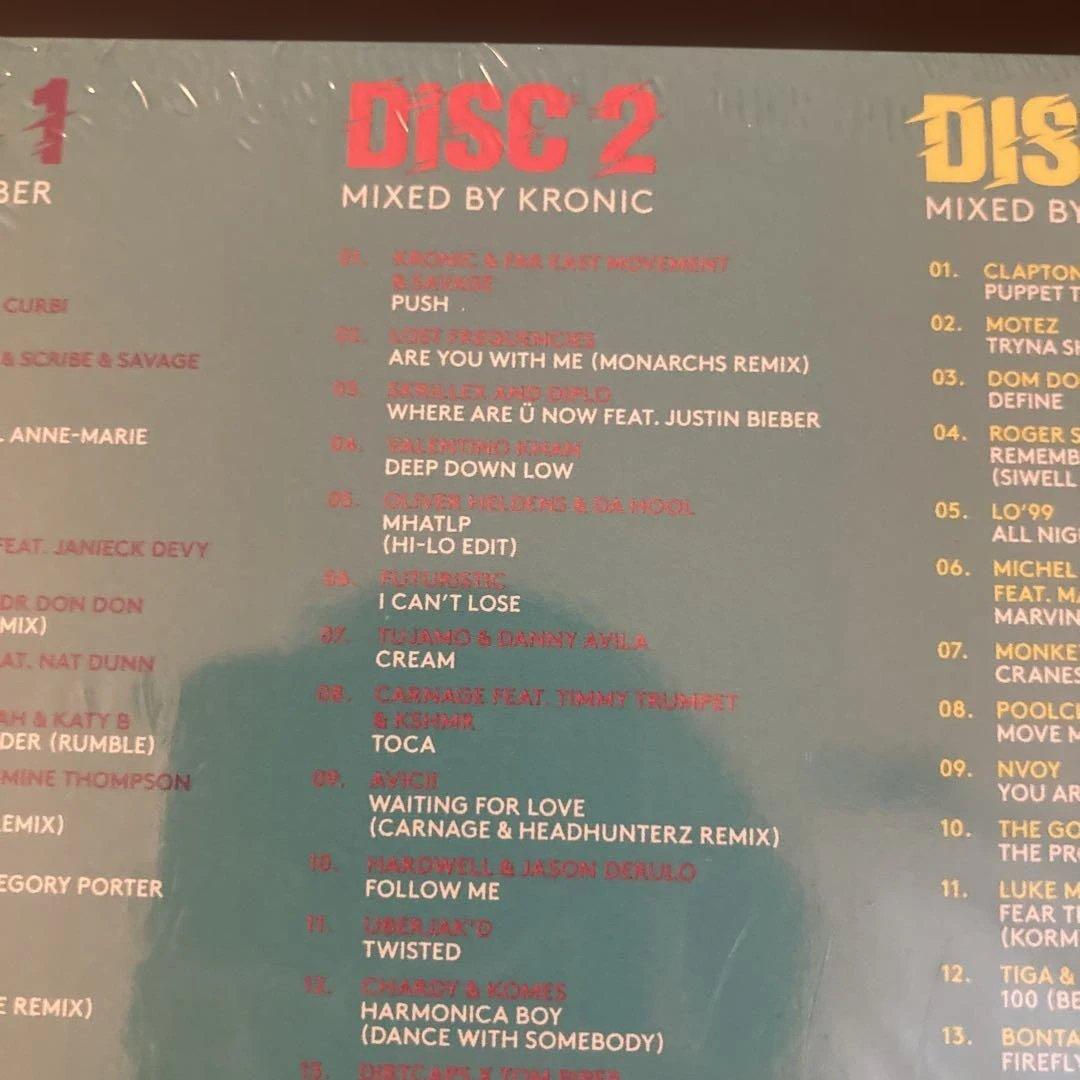 1
BER
CURBI
& SCRIBE & SAVAGE
. ANNE-MARIE
FEAT. JANIECK DEVY
DR DON DON
MIX)
AT. NAT DUNN
AH & KATY B
DER (RUMBLE)
MINE THOMPSON
EMIX)
EGORY PORTER
E REMIX)
DISC 2
MIXED BY KRONIC
01. KRONIC & FAR EAST MOVEMENT
& SAVAGE
PUSH
02. LOST FREQUENCIES
ARE YOU WITH ME (MONARCHS REMIX)
03. SKRILLEX AND DIPLO
WHERE ARE Ü NOW FEAT. JUSTIN BIEBER
04. VALENTINO KHAN
DEEP DOWN LOW
05. OLIVER HELDENS & DA HOOL
MHATLP
(HI-LO EDIT)
06. FUTURISTIC
I CAN'T LOSE
07. TUJAMO & DANNY AVILA
CREAM
08. CARNAGE FEAT. TIMMY TRUMPET
& KSHMR
TOCA
09. AVICII
WAITING FOR LOVE
(CARNAGE & HEADHUNTERZ REMIX)
10. HARDWELL & JASON DERULO
FOLLOW ME
11. UBERJAK'D
TWISTED
12. CHARDY & KOMES
HARMONICA BOY
(DANCE WITH SOMEBODY)
13. DIRTCAPS X TOM PIPER
DIS
MIXED BY
01. CLAPTON
PUPPET T
02. MOTEZ
TRYNA SH
03. DOM DO
DEFINE
04. ROGER S
REMEMB
(SIWELL
05. LO'99
ALL NIG
06. MICHEL
FEAT. MA
MARVIN
07. MONKE
CRANES
08. POOLCL
MOVE M
09. NVOY
YOU AR
10. THE GO
THE PR
11. LUKE M
FEAR T
(KORM
12. TIGA &
100 (BE
13. BONTA
FIREFLY